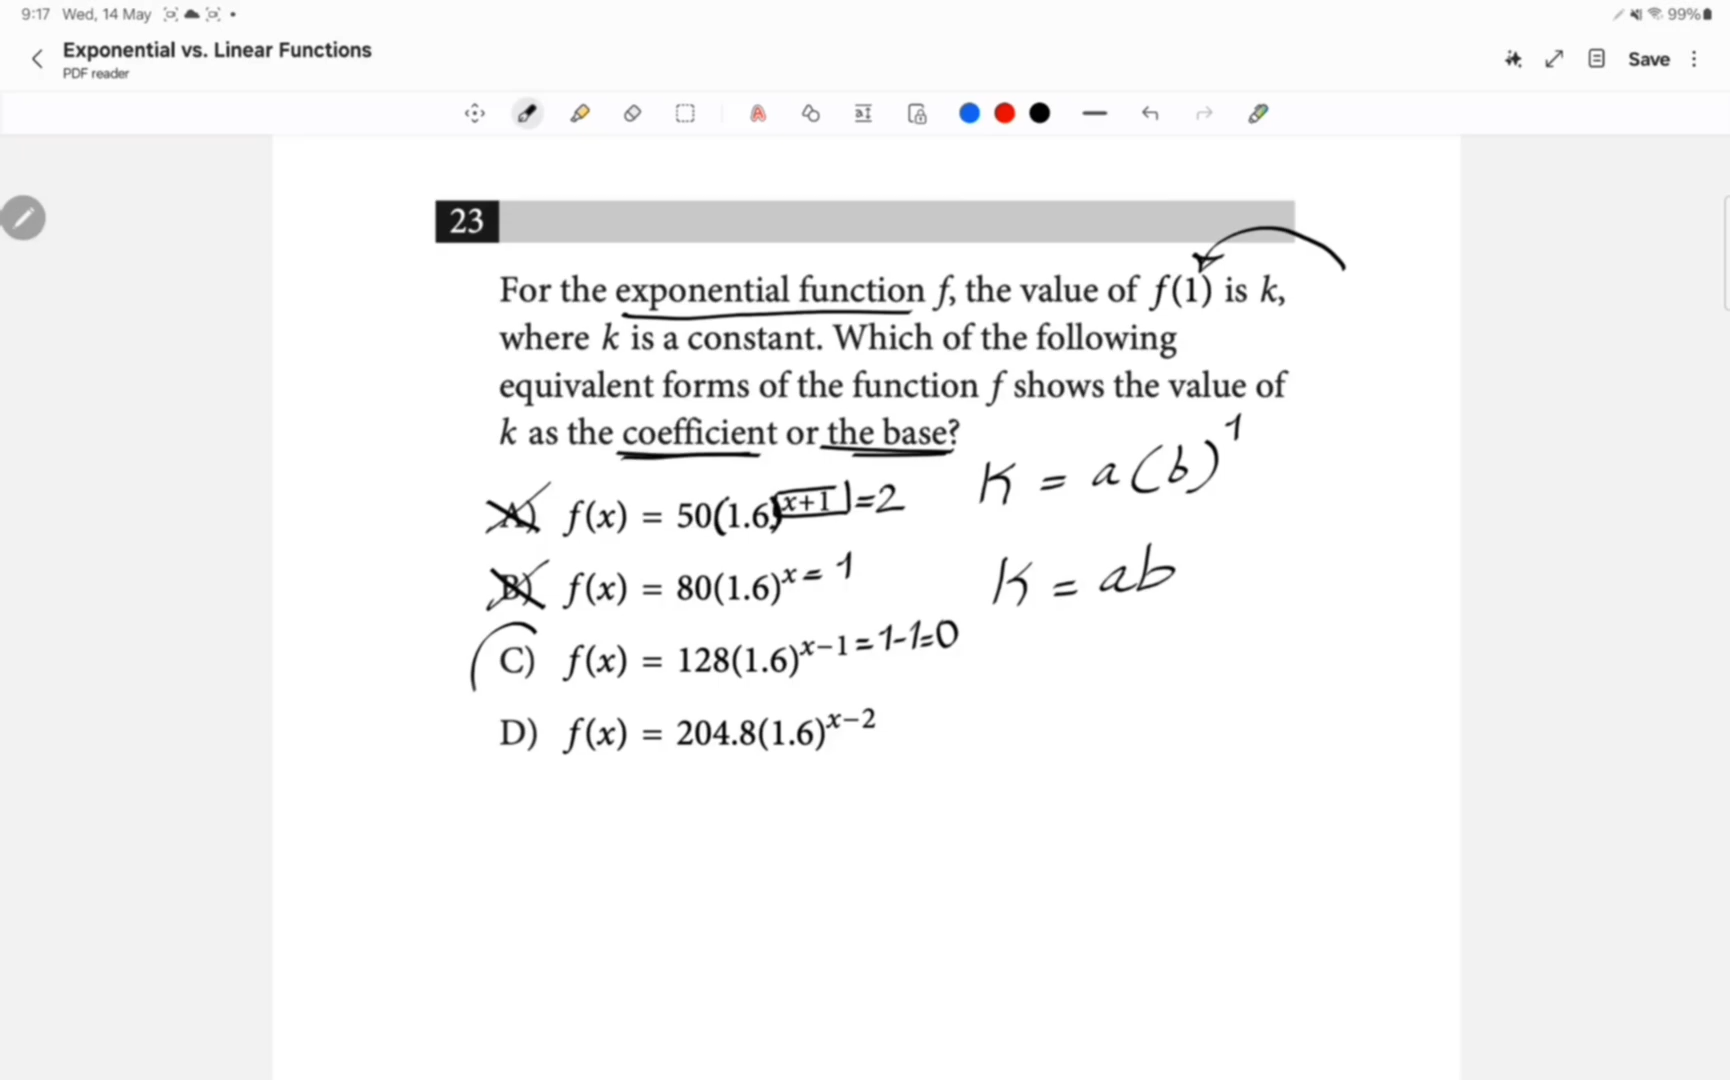 9:17 Wed, 14 May
99%
Exponential vs. Linear Functions
PDF reader
Save
23
For the exponential function f, the value of f(1) is k,
where k is a constant. Which of the following
equivalent forms of the function f shows the value of
k as the coefficient or the base?
K = a(b)^1
A) f(x) = 50(1.6)^x+1 = 2
K = ab
B) f(x) = 80(1.6)^x = 1
C) f(x) = 128(1.6)^x−1 = 1-1=0
D) f(x) = 204.8(1.6)^x−2